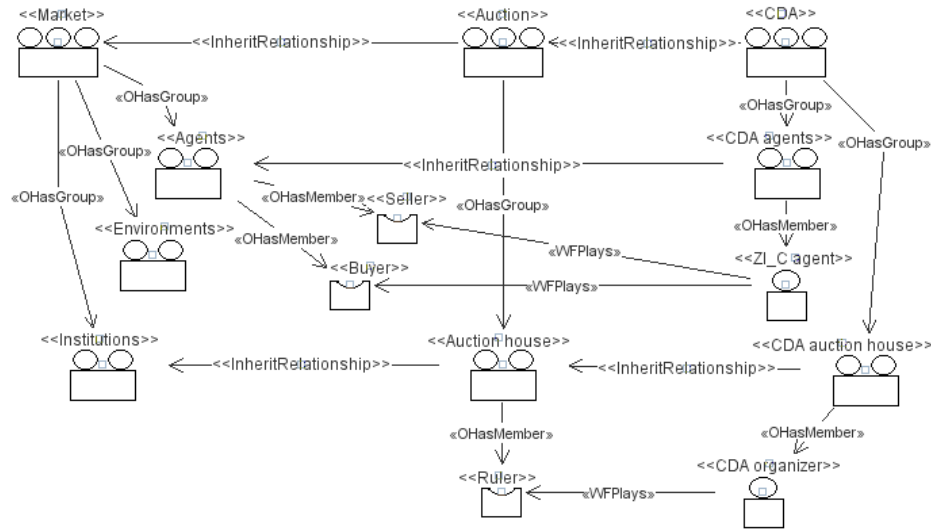 <<Market>>
<<Auction>>
<<CDA>>
<<InheritRelationship>>
<<InheritRelationship>>
«OHasGroup»
«OHasGroup»
<<Agents>>
<<CDA agents>>
«OHasGroup»
«OHasGroup»
<<InheritRelationship>>
«OHasGroup»
«OHasMember»
<<Seller>>
«OHasGroup»
<<Environments>>
«OHasMember»
«OHasMember»
«WFPlays»
<<ZI_C agent>>
<<Buyer>>
«WFPlays»
<<Institutions>>
<<Auction house>>
<<CDA auction house>>
<<InheritRelationship>>
<<InheritRelationship>>
«OHasMember»
«OHasMember»
<<CDA organizer>>
<<Ruler>>
«WFPlays»